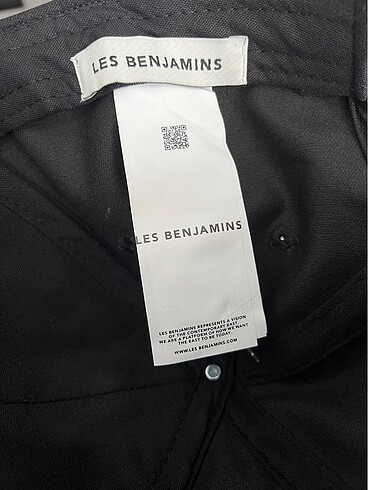 LES BENJAMINS
LES BENJAMINS
LES BENJAMINS REPRESENTS A VISION
OF THE CONTEMPORARY EAST.
WE ARE A PLATFORM OF HOW WE WANT
THE EAST TO BE TODAY.
WWW.LESBENJAMINS.COM